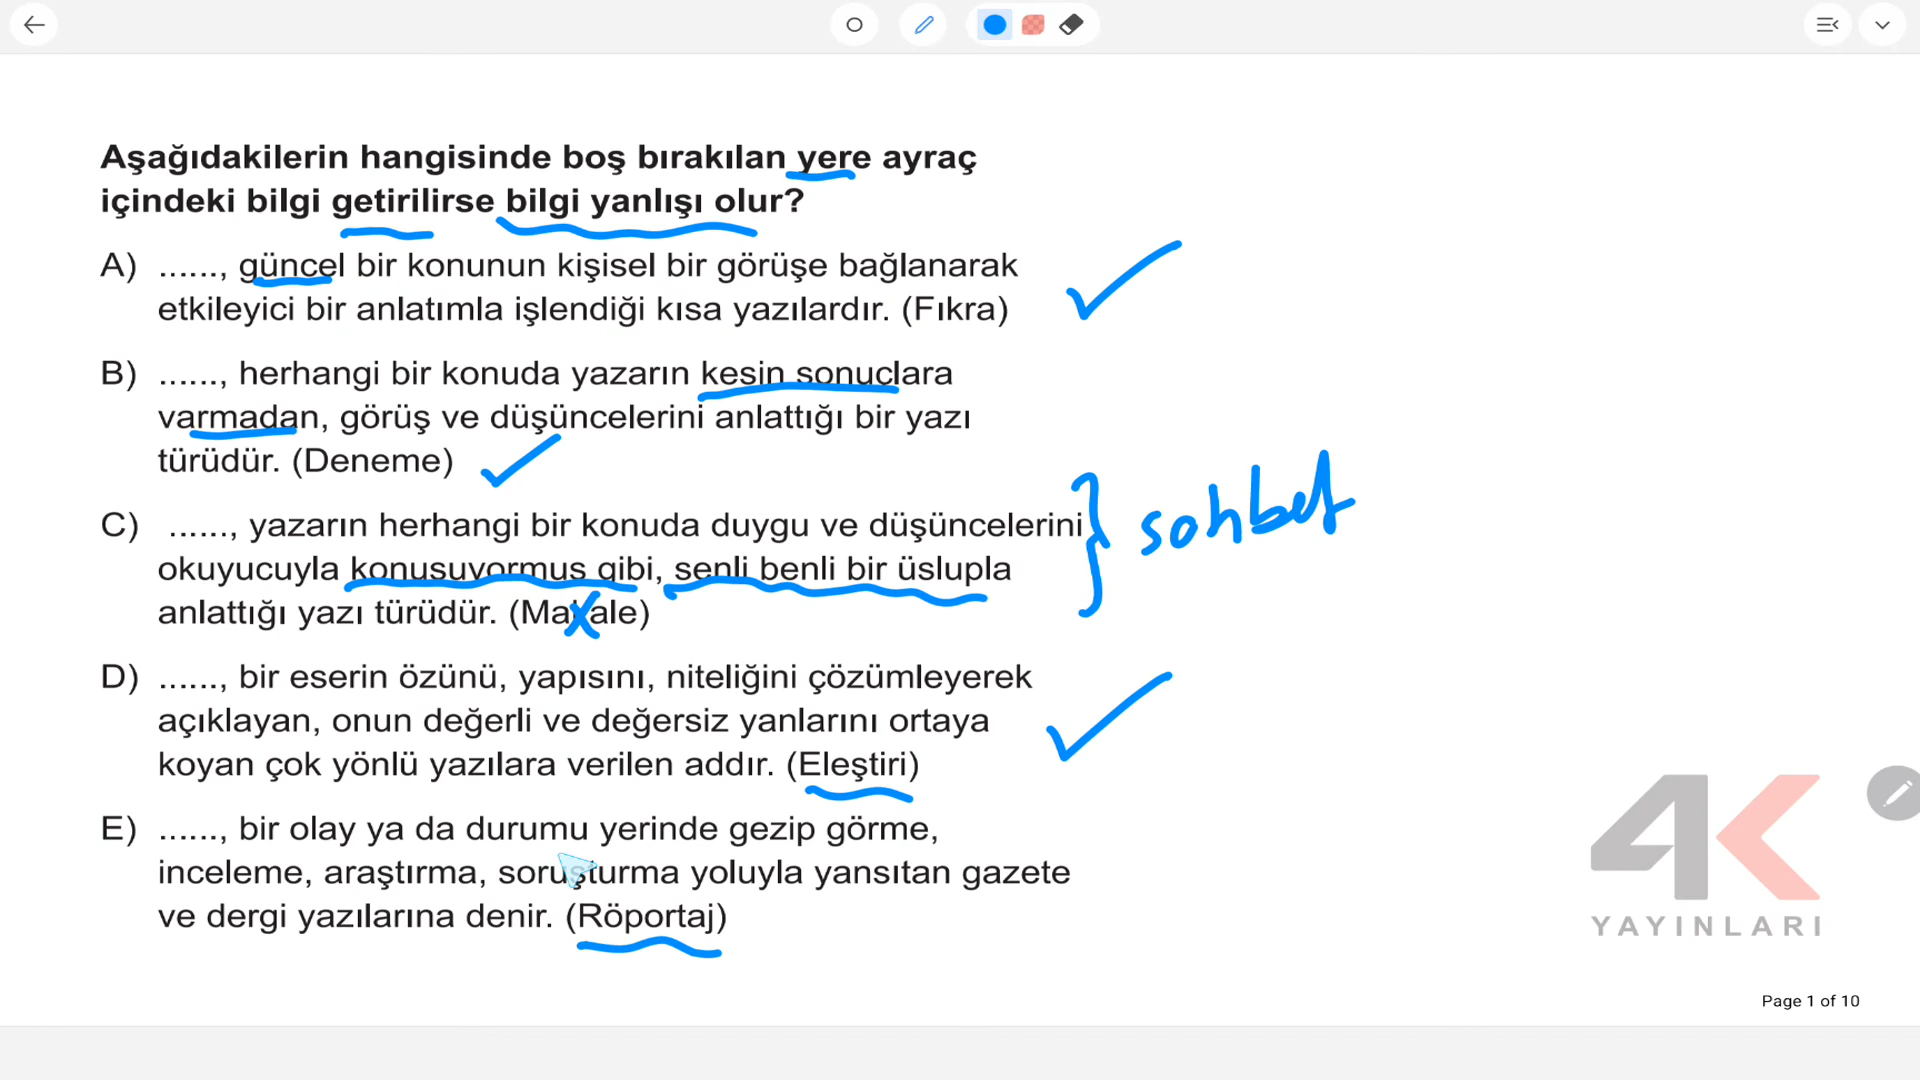 Aşağıdakilerin hangisinde boş bırakılan yere ayraç
içindeki bilgi getirilirse bilgi yanlışı olur?
A) ......, güncel bir konunun kişisel bir görüşe bağlanarak
etkileyici bir anlatımla işlendiği kısa yazılardır. (Fıkra)
B) ......, herhangi bir konuda yazarın kesin sonuçlara
varmadan, görüş ve düşüncelerini anlattığı bir yazı
türüdür. (Deneme)
C) ......, yazarın herhangi bir konuda duygu ve düşüncelerini
okuyucuyla konuşuyormuş gibi, senli benli bir üslupla
anlattığı yazı türüdür. (Makale)
sohbet
D) ......, bir eserin özünü, yapısını, niteliğini çözümleyerek
açıklayan, onun değerli ve değersiz yanlarını ortaya
koyan çok yönlü yazılara verilen addır. (Eleştiri)
E) ......, bir olay ya da durumu yerinde gezip görme,
inceleme, araştırma, soruşturma yoluyla yansıtan gazete
ve dergi yazılarına denir. (Röportaj)
4K
YAYINLARI
Page 1 of 10